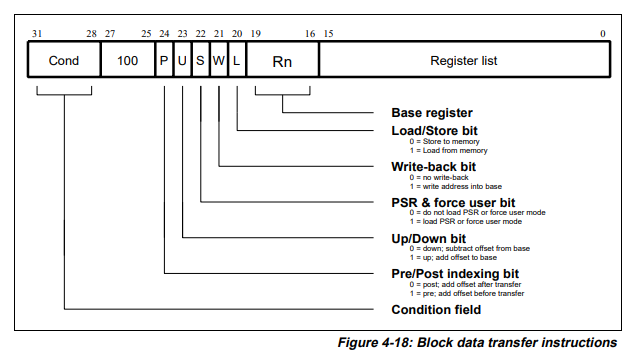 31 28 27 25 24 23 22 21 20 19 16 15 0
Cond 100 P U S W L Rn Register list
Base register
Load/Store bit
0 = Store to memory
1 = Load from memory
Write-back bit
0 = no write-back
1 = write address into base
PSR & force user bit
0 = do not load PSR or force user mode
1 = load PSR or force user mode
Up/Down bit
0 = down; subtract offset from base
1 = up; add offset to base
Pre/Post indexing bit
0 = post; add offset after transfer
1 = pre; add offset before transfer
Condition field
Figure 4-18: Block data transfer instructions